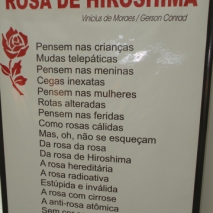 ROSA DE HIROSHIMA
Vinícius de Moraes / Gerson Conrad
Pensem nas crianças
Mudas telepáticas
Pensem nas meninas
Cegas inexatas
Pensem nas mulheres
Rotas alteradas
Pensem nas feridas
Como rosas cálidas
Mas, oh, não se esqueçam
Da rosa da rosa
Da rosa de Hiroshima
A rosa hereditária
A rosa radioativa
Estúpida e inválida
A rosa com cirrose
A anti-rosa atômica